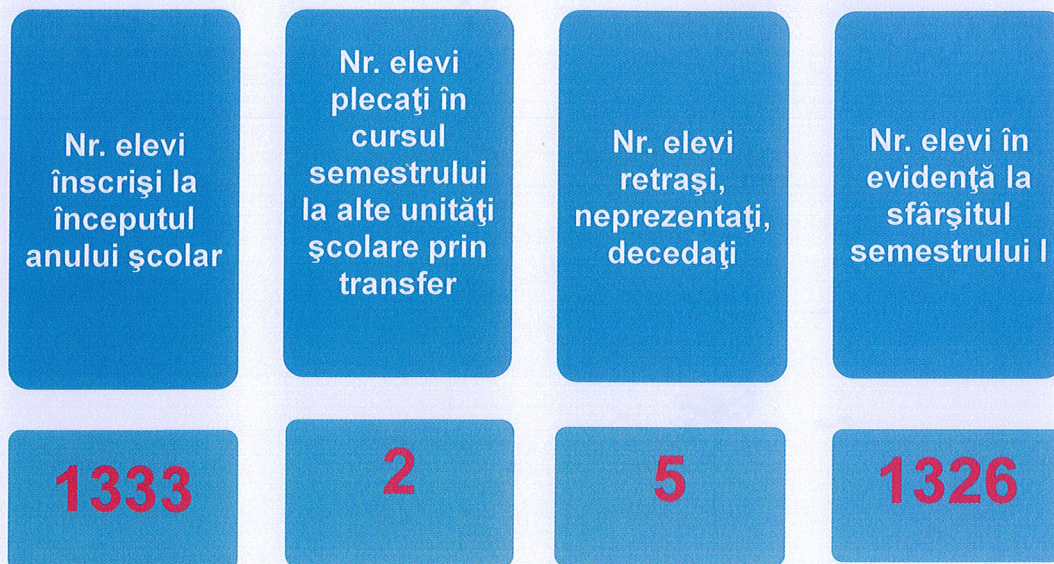 Nr. elevi
înscrişi la
începutul
anului şcolar
Nr. elevi
plecaţi în
cursul
semestrului
la alte unităţi
şcolare prin
transfer
Nr. elevi
retraşi,
neprezentaţi,
decedaţi
Nr. elevi în
evidenţă la
sfârşitul
semestrului I
1333
2
5
1326